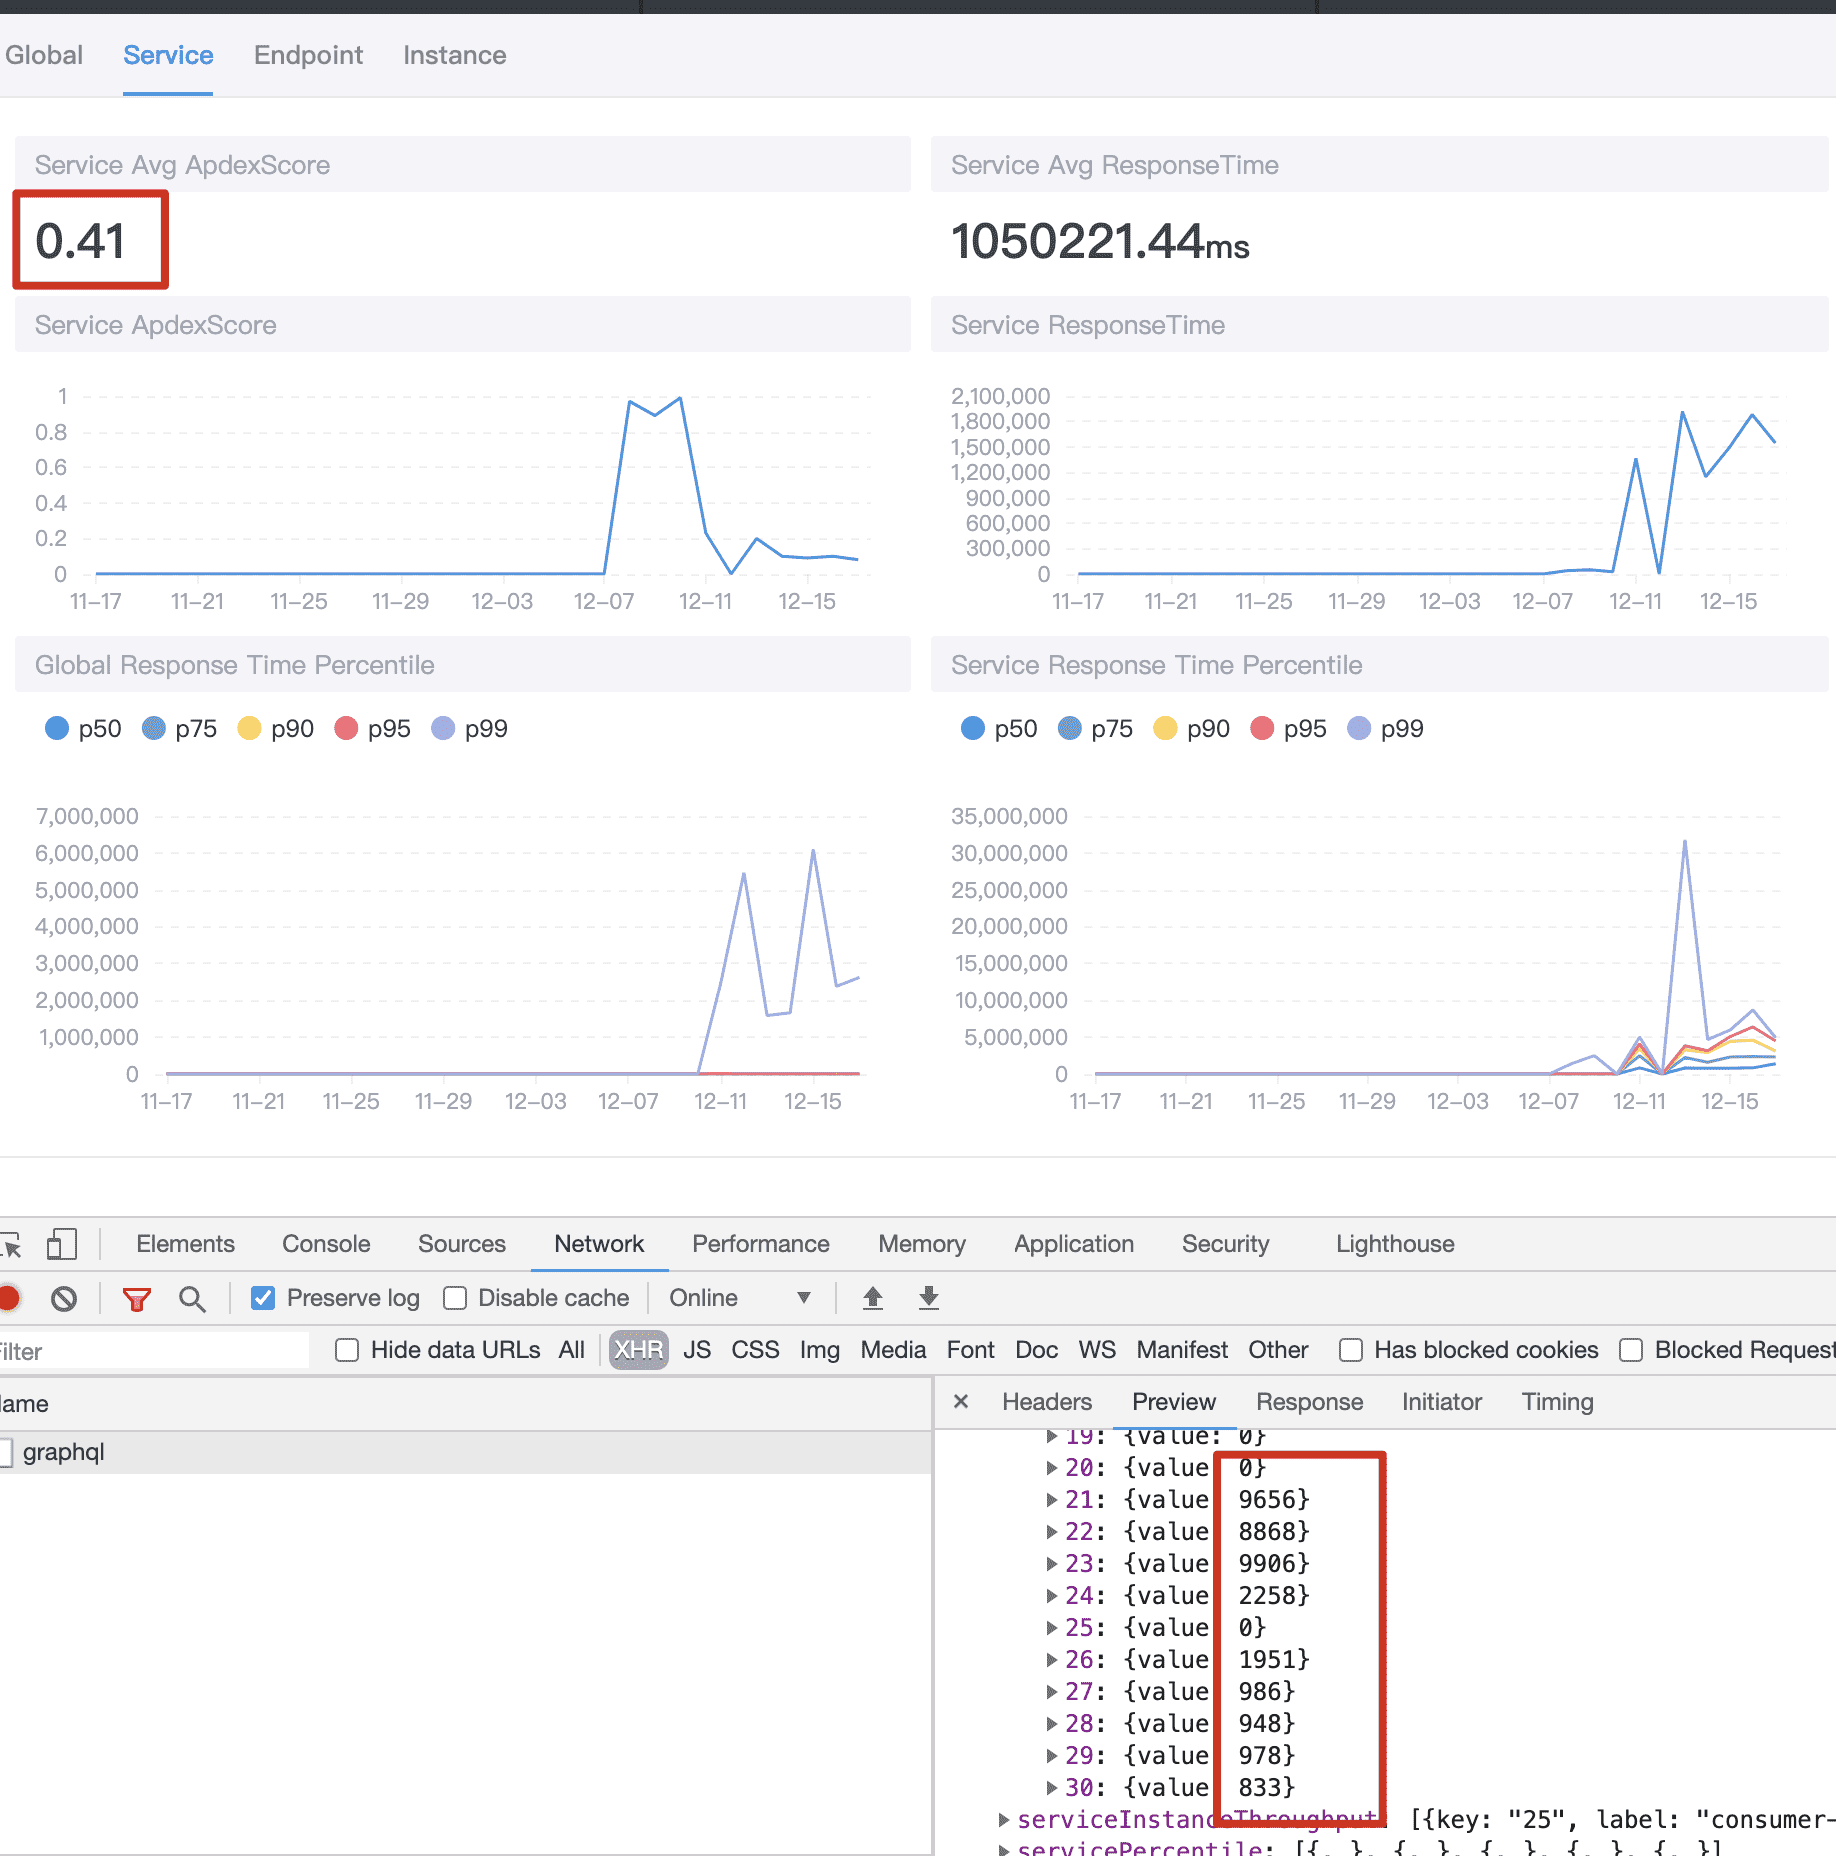 Global Service Endpoint Instance
Service Avg ApdexScore
0.41
Service Avg ResponseTime
1050221.44ms
Service ApdexScore
1
0.8
0.6
0.4
0.2
0
11-17 11-21 11-25 11-29 12-03 12-07 12-11 12-15
Service ResponseTime
2,100,000
1,800,000
1,500,000
1,200,000
900,000
600,000
300,000
0
11-17 11-21 11-25 11-29 12-03 12-07 12-11 12-15
Global Response Time Percentile
p50 p75 p90 p95 p99
7,000,000
6,000,000
5,000,000
4,000,000
3,000,000
2,000,000
1,000,000
0
11-17 11-21 11-25 11-29 12-03 12-07 12-11 12-15
Service Response Time Percentile
p50 p75 p90 p95 p99
35,000,000
30,000,000
25,000,000
20,000,000
15,000,000
10,000,000
5,000,000
0
11-17 11-21 11-25 11-29 12-03 12-07 12-11 12-15
Elements Console Sources Network Performance Memory Application Security Lighthouse
Preserve log Disable cache Online
ilter Hide data URLs All XHR JS CSS Img Media Font Doc WS Manifest Other Has blocked cookies Blocked Request
lame
graphql
× Headers Preview Response Initiator Timing
19: {value: 0}
20: {value 0}
21: {value 9656}
22: {value 8868}
23: {value 9906}
24: {value 2258}
25: {value 0}
26: {value 1951}
27: {value 986}
28: {value 948}
29: {value 978}
30: {value 833}
serviceInstanceThroughput: [{key: "25", label: "consumer-
servicePercentile: [{, }, {, }, {, }, {, }, {, }]